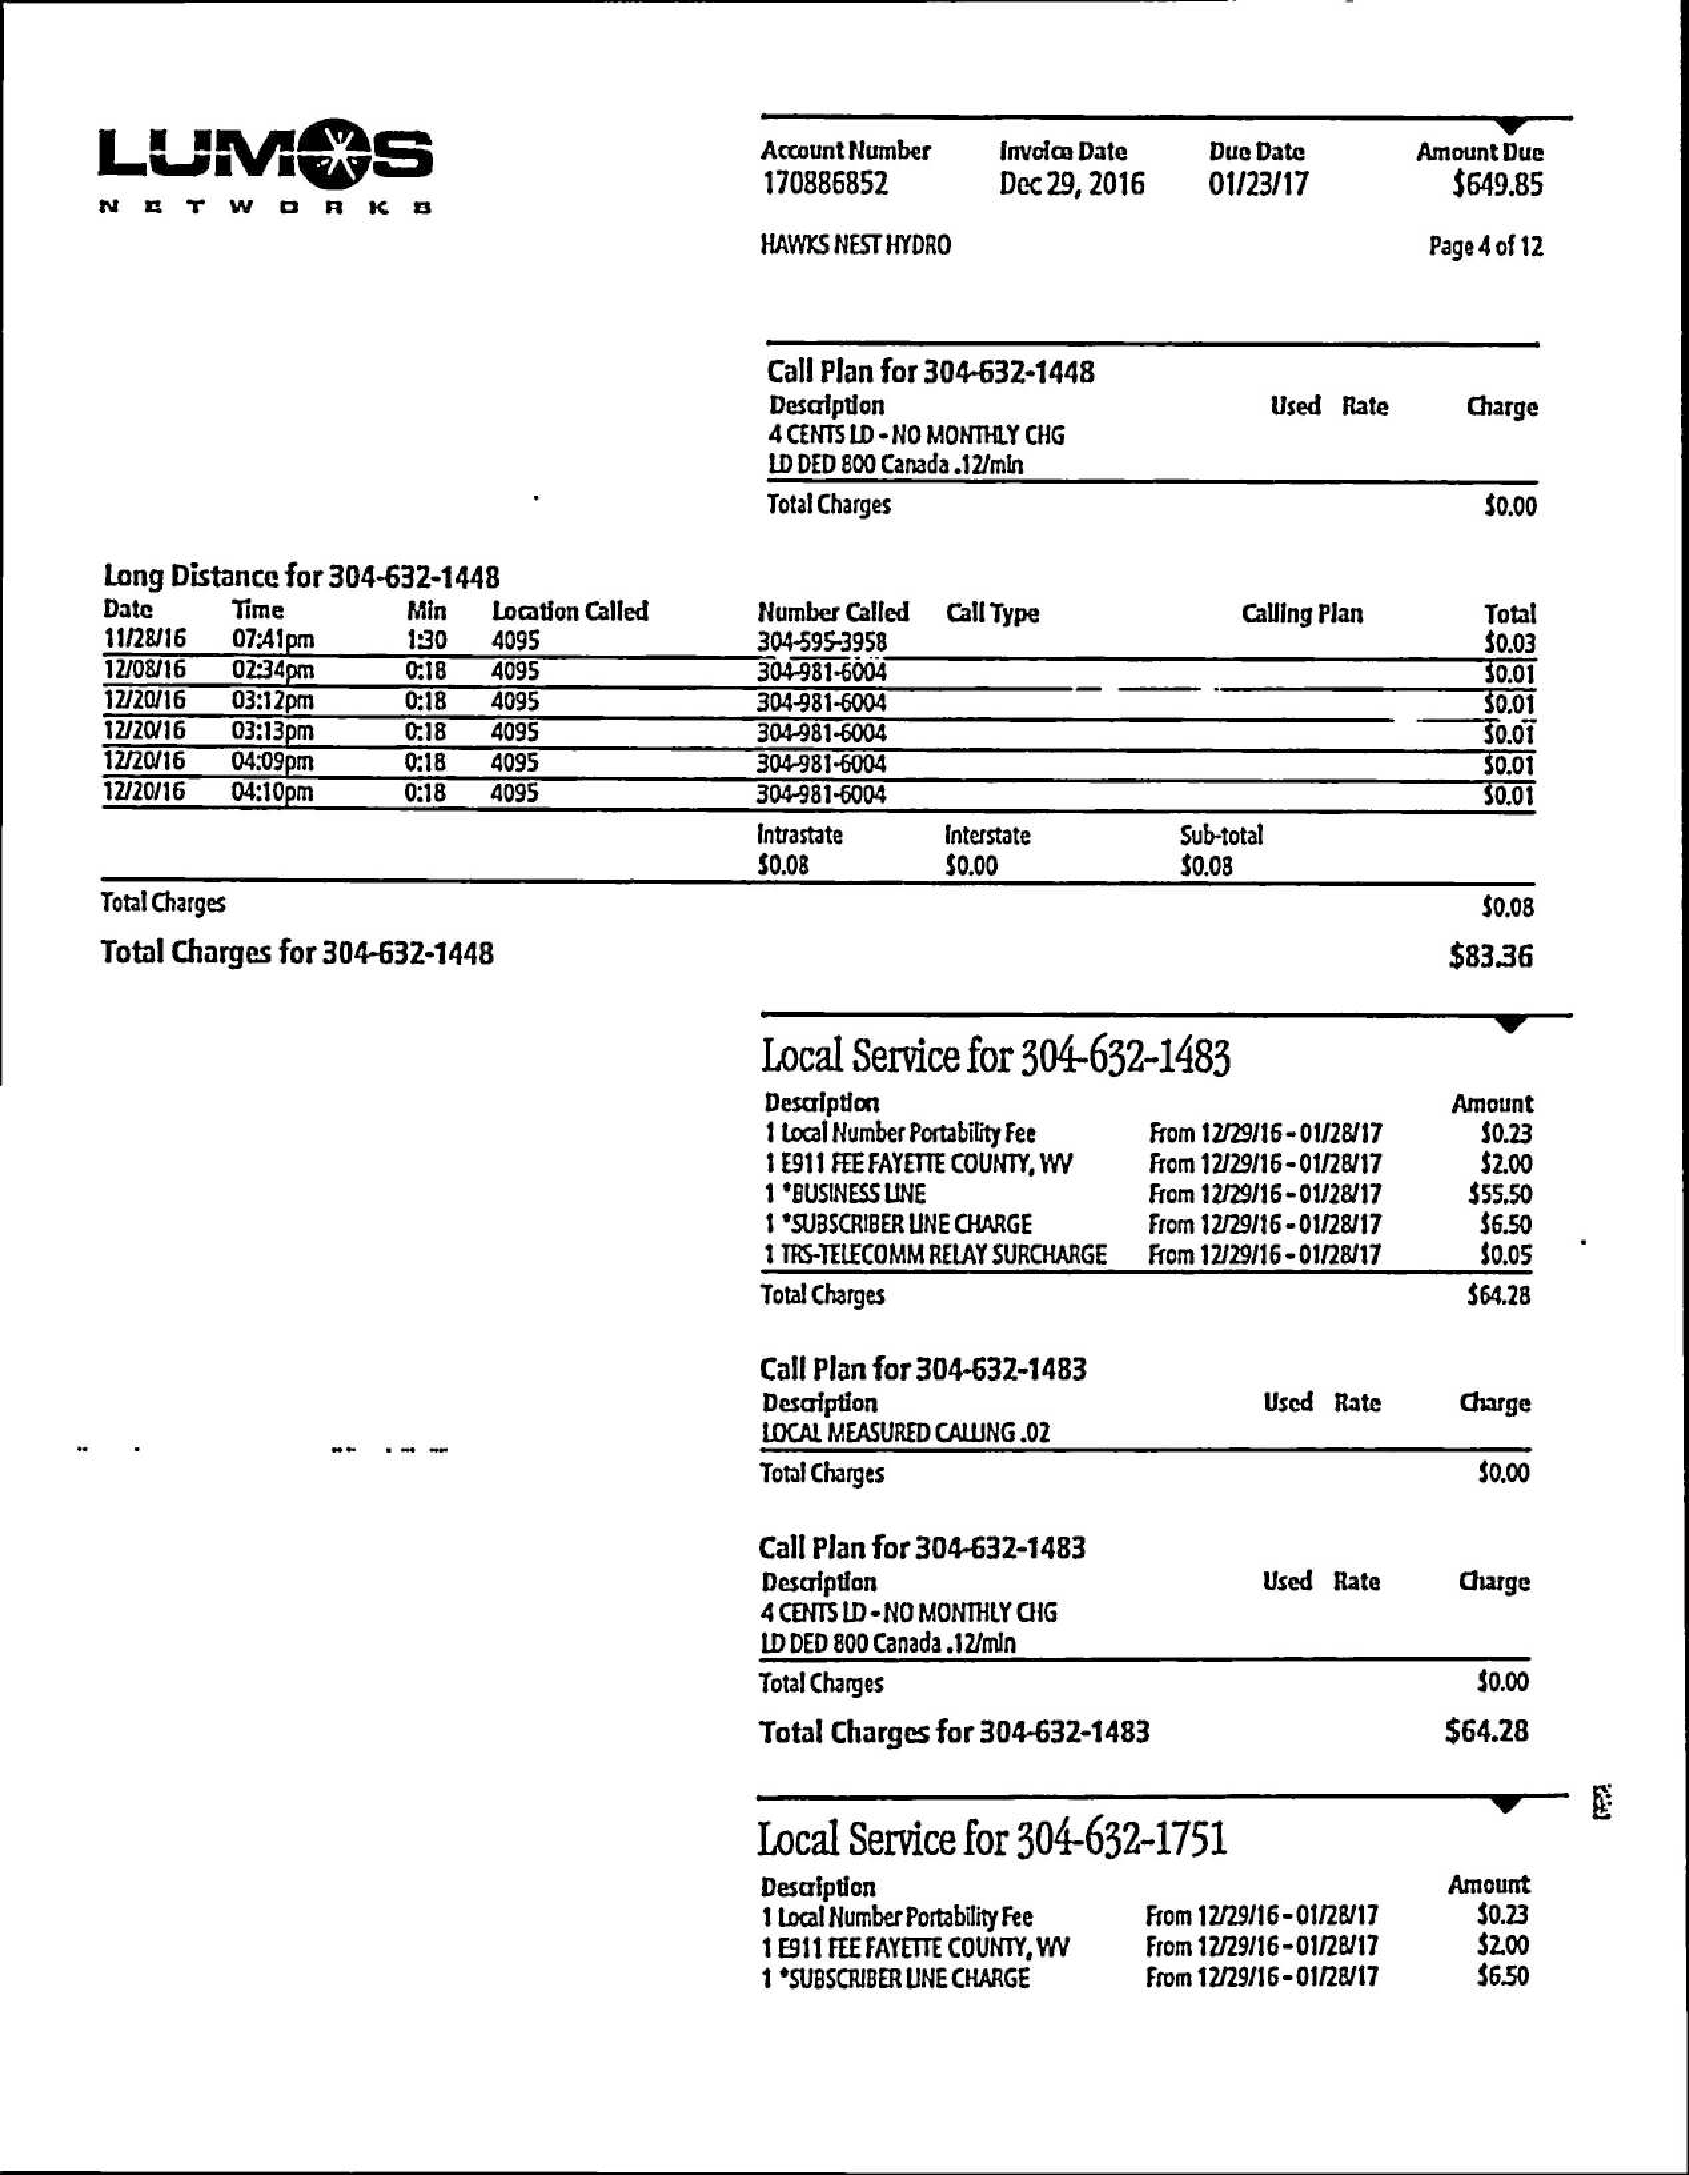 LUMOS
NETWORKS
Account Number Invoice Date Due Date Amount Due
170886852 Dec 29, 2016 01/23/17 $649.85
HAWKS NEST HYDRO Page 4 of 12
Call Plan for 304-632-1448
Description Used Rate Charge
4 CENTS LD - NO MONTHLY CHG
LD DED 800 Canada .12/min
Total Charges $0.00
Long Distance for 304-632-1448
Date Time Min Location Called Number Called Call Type Calling Plan Total
11/28/16 07:41pm 1:30 4095 304-595-3958 $0.03
12/08/16 02:34pm 0:18 4095 304-981-6004 $0.01
12/20/16 03:12pm 0:18 4095 304-981-6004 $0.01
12/20/16 03:13pm 0:18 4095 304-981-6004 $0.01
12/20/16 04:09pm 0:18 4095 304-981-6004 $0.01
12/20/16 04:10pm 0:18 4095 304-981-6004 $0.01
Intrastate Interstate Sub-total
$0.08 $0.00 $0.08
Total Charges $0.08
Total Charges for 304-632-1448 $83.36
Local Service for 304-632-1483
Description Amount
1 Local Number Portability Fee From 12/29/16 - 01/28/17 $0.23
1 E911 FEE FAYETTE COUNTY, WV From 12/29/16 - 01/28/17 $2.00
1 *BUSINESS LINE From 12/29/16 - 01/28/17 $55.50
1 *SUBSCRIBER LINE CHARGE From 12/29/16 - 01/28/17 $6.50
1 TRS-TELECOMM RELAY SURCHARGE From 12/29/16 - 01/28/17 $0.05
Total Charges $64.28
Call Plan for 304-632-1483
Description Used Rate Charge
LOCAL MEASURED CALLING .02
Total Charges $0.00
Call Plan for 304-632-1483
Description Used Rate Charge
4 CENTS LD - NO MONTHLY CHG
LD DED 800 Canada .12/min
Total Charges $0.00
Total Charges for 304-632-1483 $64.28
Local Service for 304-632-1751
Description Amount
1 Local Number Portability Fee From 12/29/16 - 01/28/17 $0.23
1 E911 FEE FAYETTE COUNTY, WV From 12/29/16 - 01/28/17 $2.00
1 *SUBSCRIBER LINE CHARGE From 12/29/16 - 01/28/17 $6.50